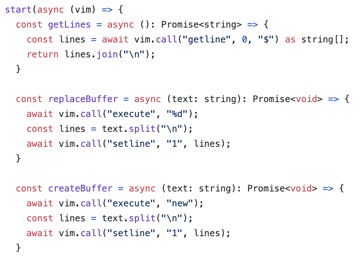 start(async (vim) => {
  const getLines = async (): Promise<string> => {
    const lines = await vim.call("getline", 0, "$") as string[];
    return lines.join("\n");
  }

  const replaceBuffer = async (text: string): Promise<void> => {
    await vim.call("execute", "%d");
    const lines = text.split("\n");
    await vim.call("setline", "1", lines);
  }

  const createBuffer = async (text: string): Promise<void> => {
    await vim.call("execute", "new");
    const lines = text.split("\n");
    await vim.call("setline", "1", lines);
  }